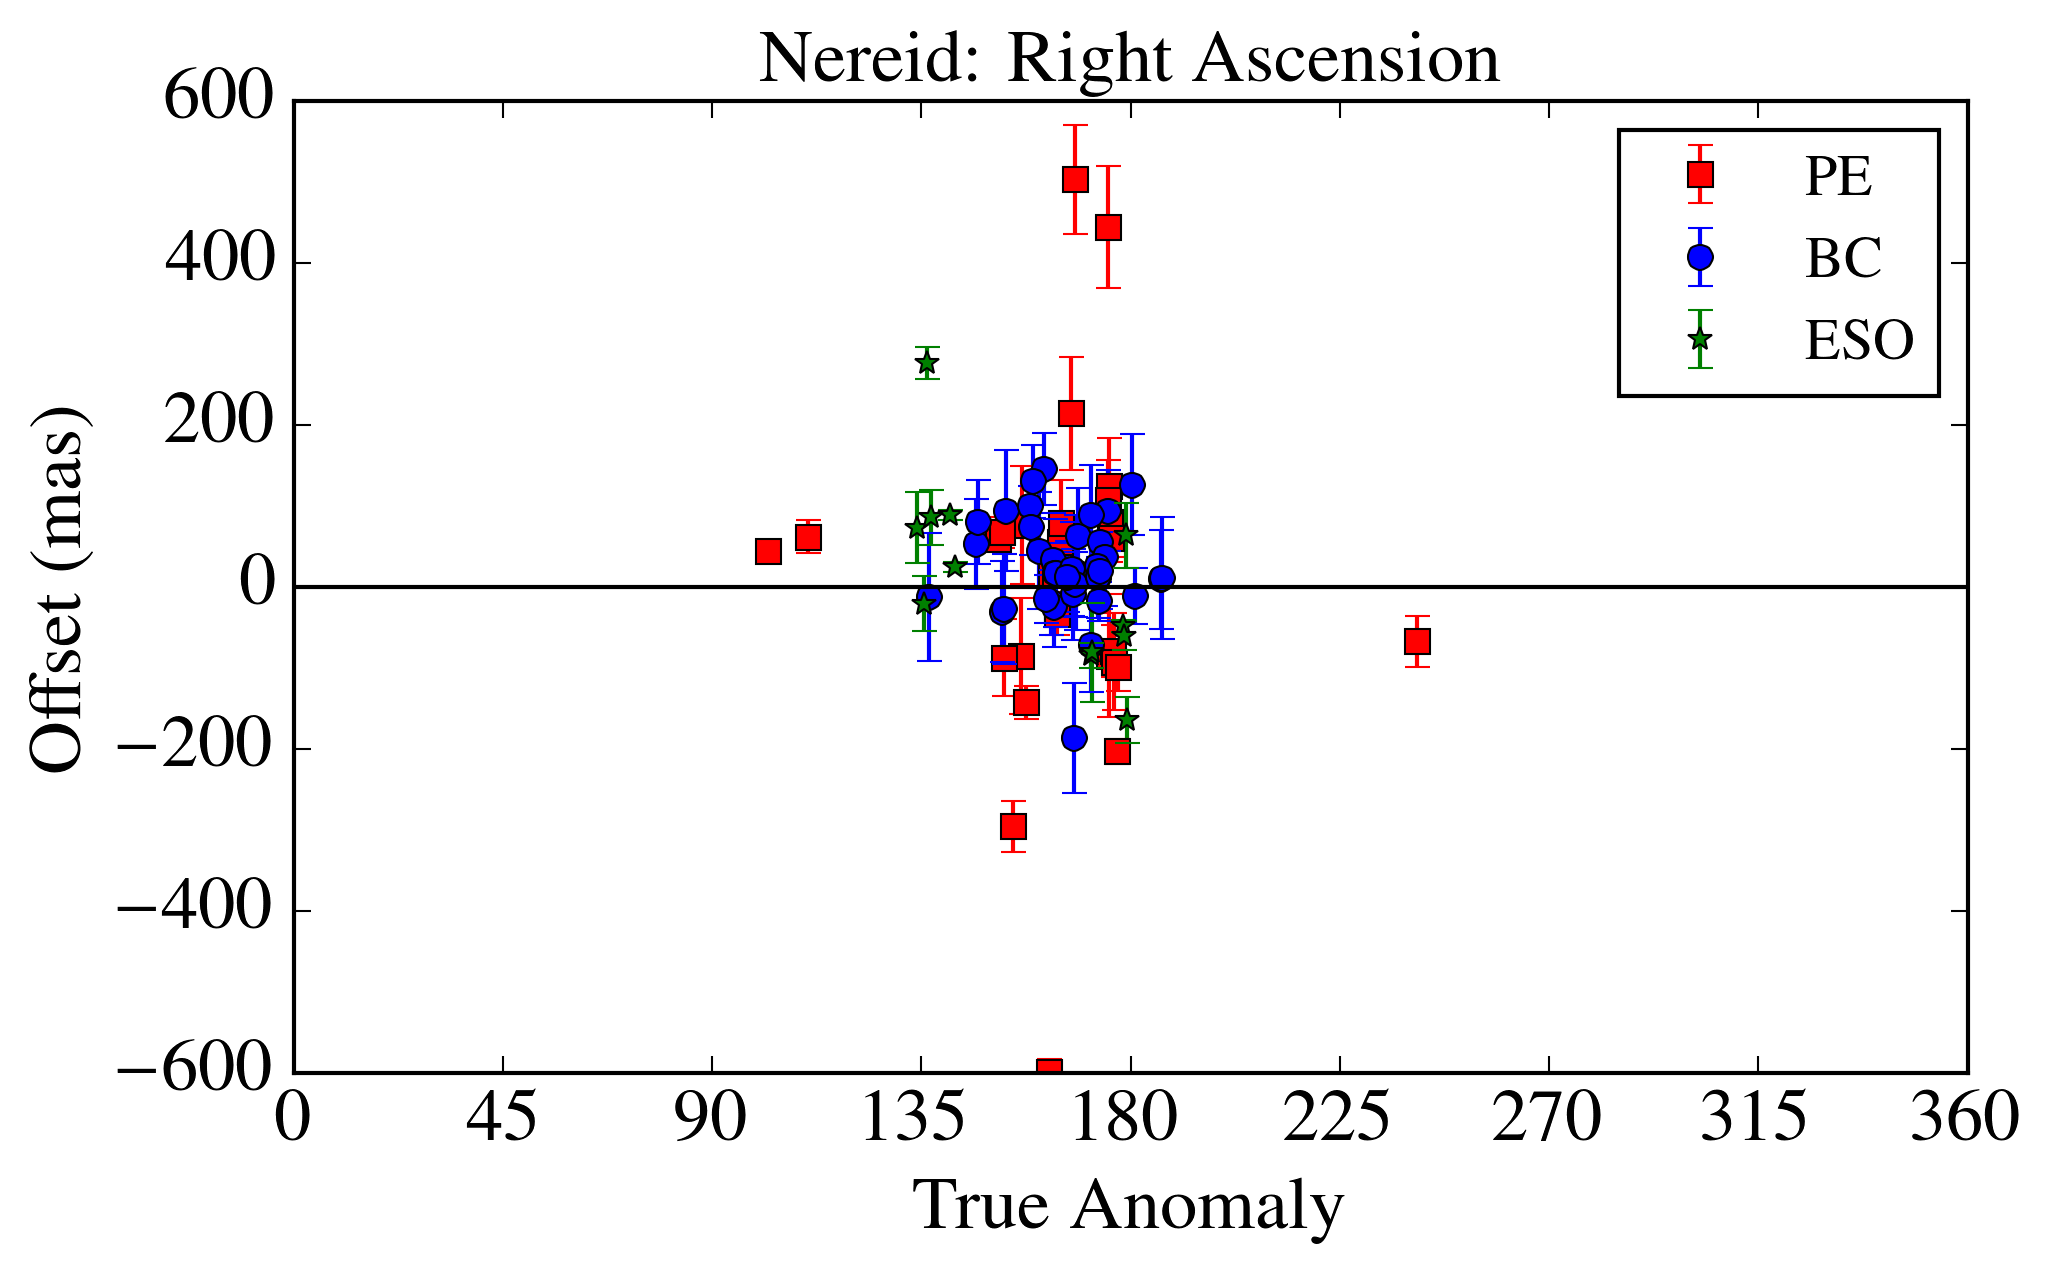 Nereid: Right Ascension
600
400
200
0
−200
−400
−600
Offset (mas)
0 45 90 135 180 225 270 315 360
True Anomaly
PE
BC
ESO